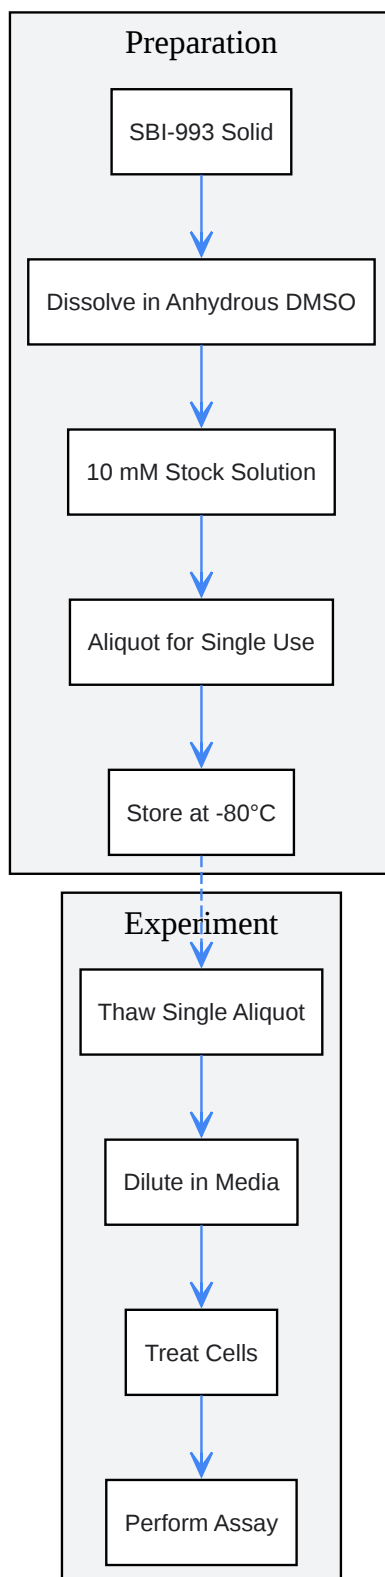 Preparation
SBI-993 Solid
Dissolve in Anhydrous DMSO
10 mM Stock Solution
Aliquot for Single Use
Store at -80°C
Experiment
Thaw Single Aliquot
Dilute in Media
Treat Cells
Perform Assay